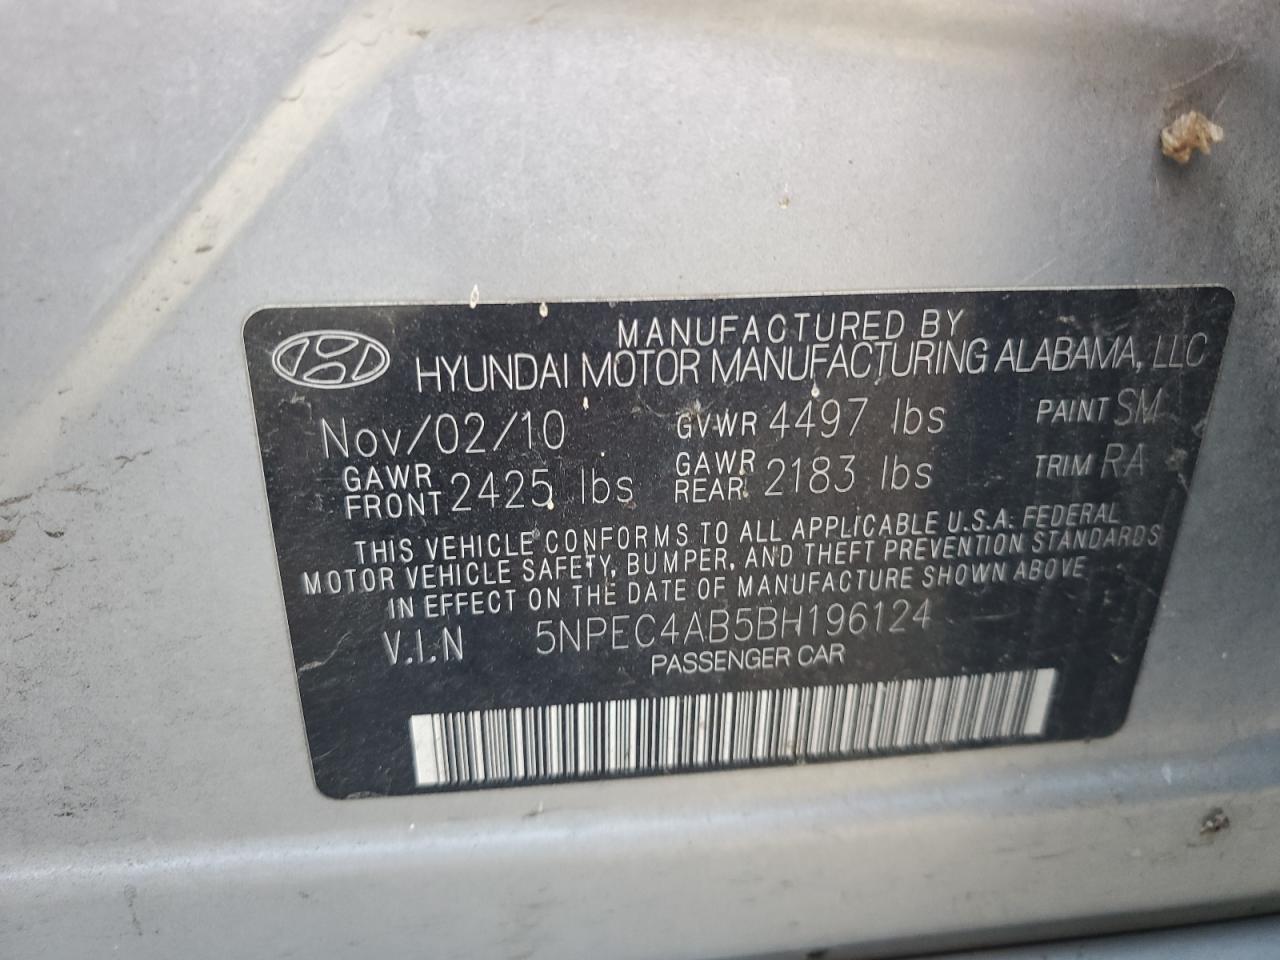 MANUFACTURED BY
HYUNDAI MOTOR MANUFACTURING ALABAMA, LLC
Nov/02/10 GVWR 4497 lbs PAINT SM
GAWR FRONT 2425 lbs GAWR REAR 2183 lbs TRIM RA
THIS VEHICLE CONFORMS TO ALL APPLICABLE U.S.A. FEDERAL
MOTOR VEHICLE SAFETY, BUMPER, AND THEFT PREVENTION STANDARDS
IN EFFECT ON THE DATE OF MANUFACTURE SHOWN ABOVE
V.I.N 5NPEC4AB5BH196124
PASSENGER CAR